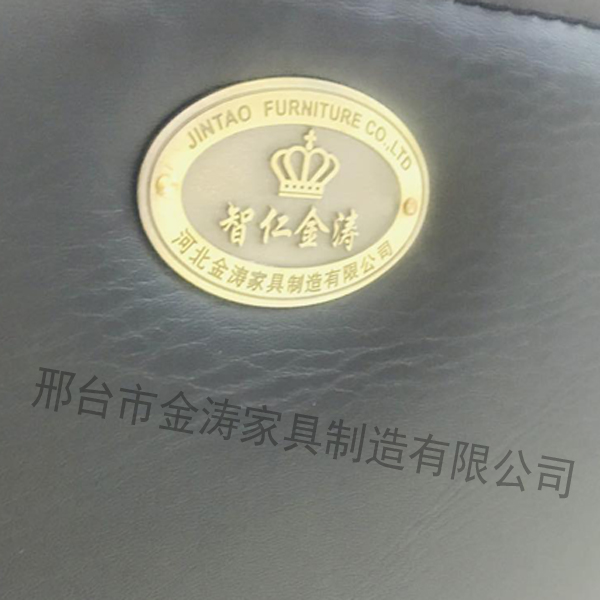 JINTAO FURNITURE CO.,LTD
智仁金涛
河北金涛家具制造有限公司
邢台市金涛家具制造有限公司